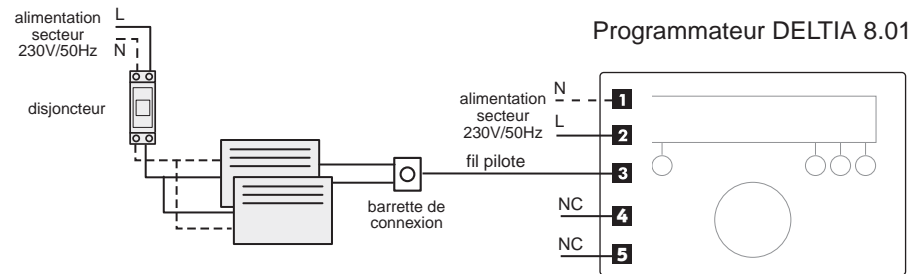 Programmateur DELTIA 8.01
alimentation
secteur
230V/50Hz
L
N
disjoncteur
alimentation
secteur
230V/50Hz
N
L
fil pilote
barrette de
connexion
NC
NC
1
2
3
4
5